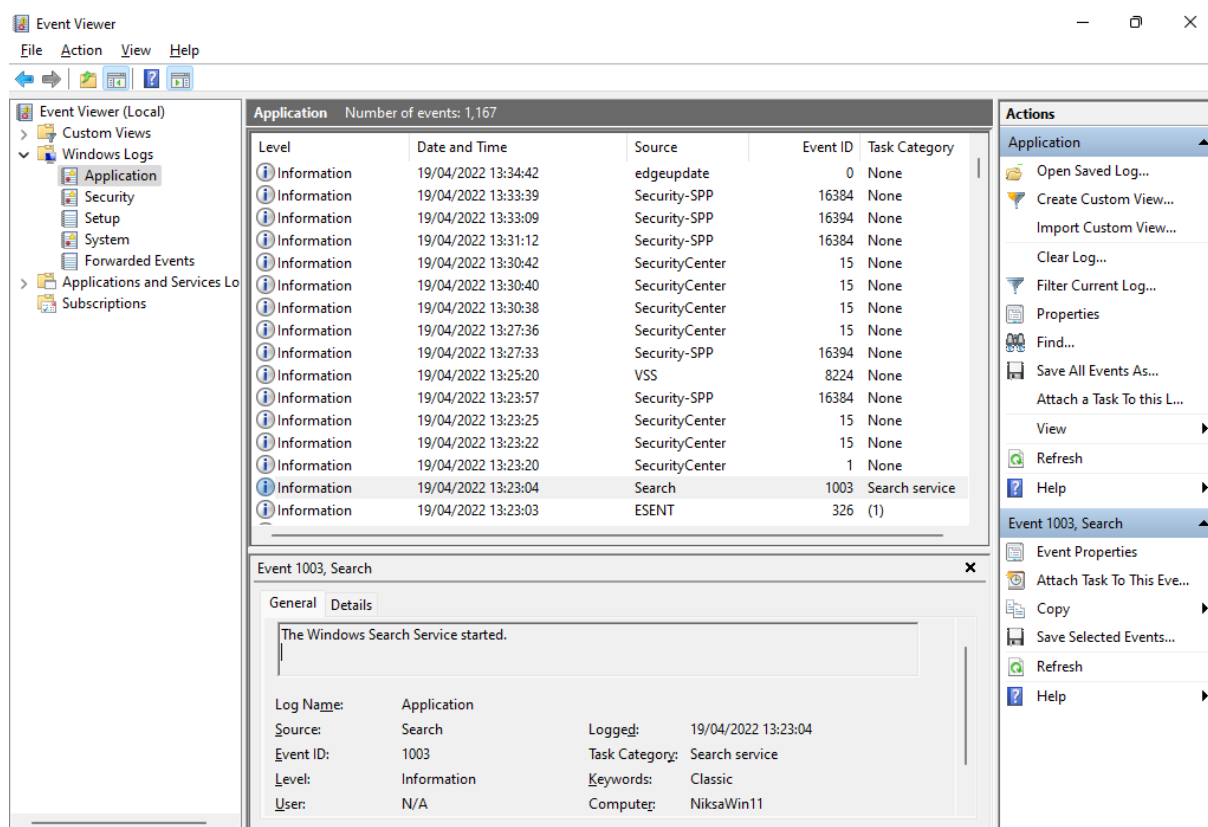 Event Viewer
File Action View Help
Event Viewer (Local)
Custom Views
Windows Logs
Application
Security
Setup
System
Forwarded Events
Applications and Services Lo
Subscriptions
Application Number of events: 1,167
Level Date and Time Source Event ID Task Category
Information 19/04/2022 13:34:42 edgeupdate 0 None
Information 19/04/2022 13:33:39 Security-SPP 16384 None
Information 19/04/2022 13:33:09 Security-SPP 16394 None
Information 19/04/2022 13:31:12 Security-SPP 16384 None
Information 19/04/2022 13:30:42 SecurityCenter 15 None
Information 19/04/2022 13:30:40 SecurityCenter 15 None
Information 19/04/2022 13:30:38 SecurityCenter 15 None
Information 19/04/2022 13:27:36 SecurityCenter 15 None
Information 19/04/2022 13:27:33 Security-SPP 16394 None
Information 19/04/2022 13:25:20 VSS 8224 None
Information 19/04/2022 13:23:57 Security-SPP 16384 None
Information 19/04/2022 13:23:25 SecurityCenter 15 None
Information 19/04/2022 13:23:22 SecurityCenter 15 None
Information 19/04/2022 13:23:20 SecurityCenter 1 None
Information 19/04/2022 13:23:04 Search 1003 Search service
Information 19/04/2022 13:23:03 ESENT 326 (1)
Event 1003, Search
General Details
The Windows Search Service started.
Log Name: Application
Source: Search Logged: 19/04/2022 13:23:04
Event ID: 1003 Task Category: Search service
Level: Information Keywords: Classic
User: N/A Computer: NiksaWin11
Actions
Application
Open Saved Log...
Create Custom View...
Import Custom View...
Clear Log...
Filter Current Log...
Properties
Find...
Save All Events As...
Attach a Task To this L...
View
Refresh
Help
Event 1003, Search
Event Properties
Attach Task To This Eve...
Copy
Save Selected Events...
Refresh
Help